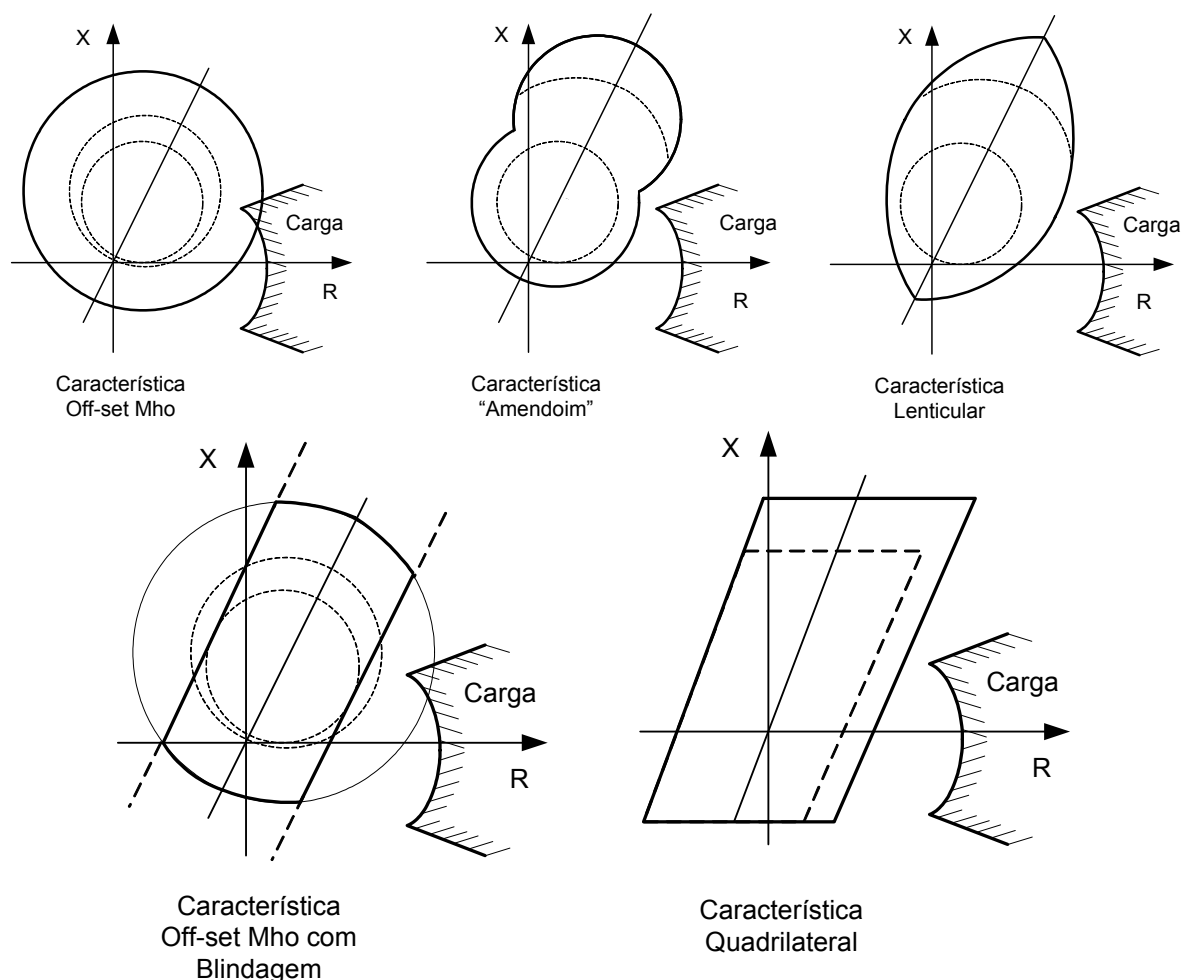 X
Carga
R
Característica
Off-set Mho
X
Carga
R
Característica
“Amendoim”
X
Carga
R
Característica
Lenticular
X
Carga
R
Característica
Off-set Mho com
Blindagem
X
Carga
R
Característica
Quadrilateral